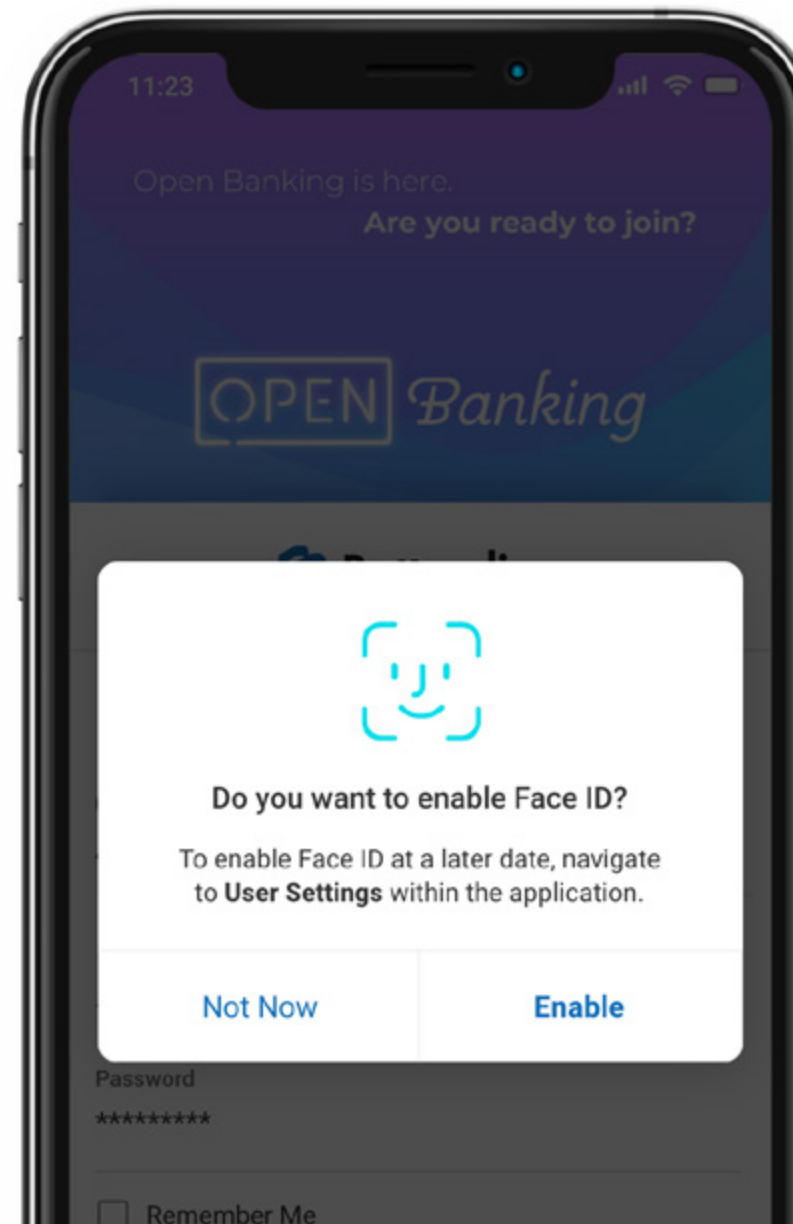 11:23
Open Banking is here.
Are you ready to join?
OPEN Banking
Do you want to enable Face ID?
To enable Face ID at a later date, navigate
to User Settings within the application.
Not Now
Enable
Password
*********
Remember Me